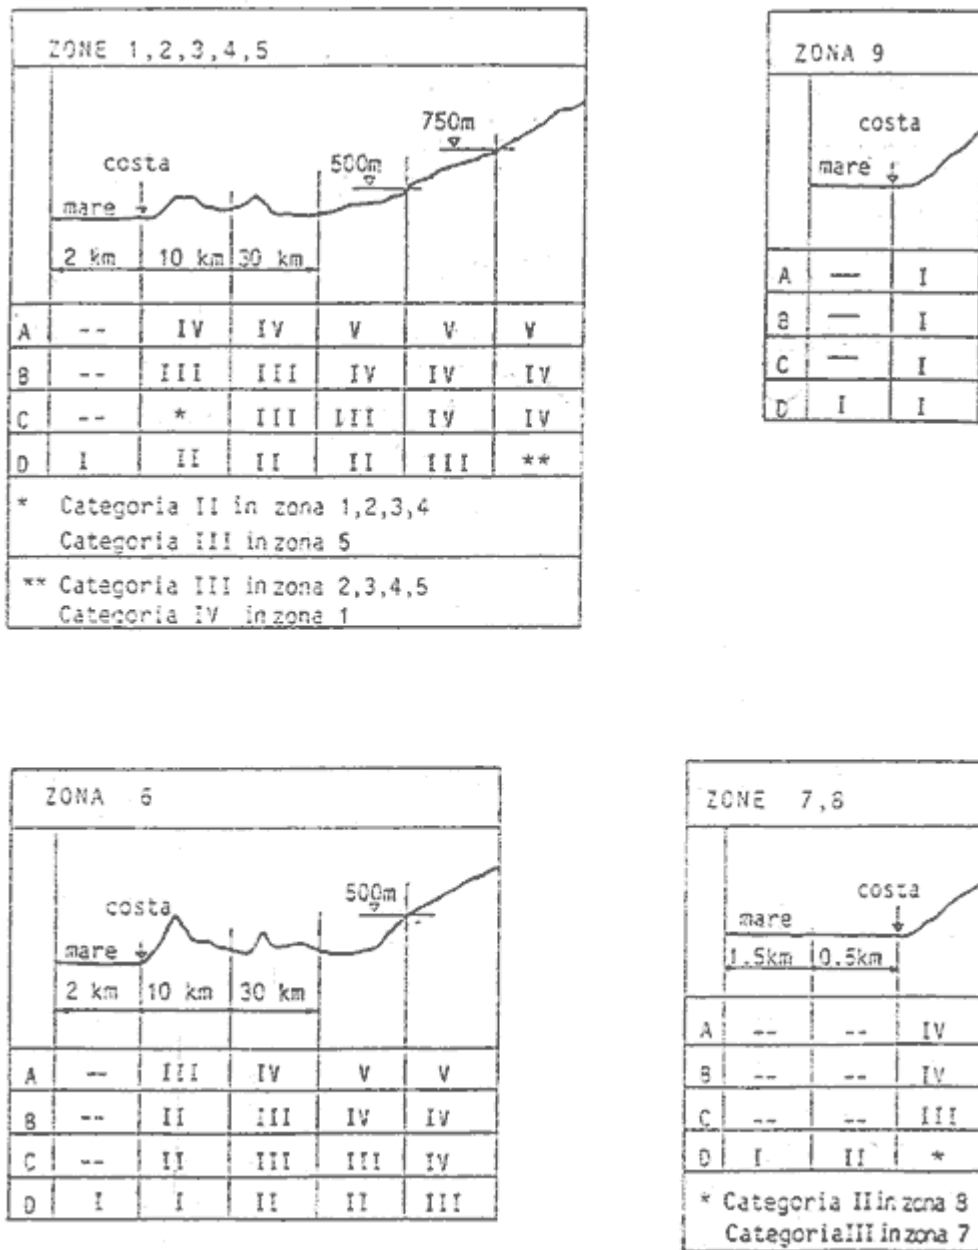 ZONE 1,2,3,4,5
750m
costa
500m
mare
2 km 10 km 30 km
A -- IV IV V V V
B -- III III IV IV IV
C -- * III III IV IV
D I II II II III **
* Categoria II in zona 1,2,3,4
Categoria III in zona 5
** Categoria III in zona 2,3,4,5
Categoria IV in zona 1
ZONA 9
costa
mare
A — I
B — I
C — I
D I I
ZONA 6
costa
500m
mare
2 km 10 km 30 km
A -- III IV V V
B -- II III IV IV
C -- II III III IV
D I I II II III
ZONE 7,8
costa
mare
1.5km 0.5km
A -- -- IV
B -- -- IV
C -- -- III
D I II *
* Categoria II in zona 8
Categoria III in zona 7